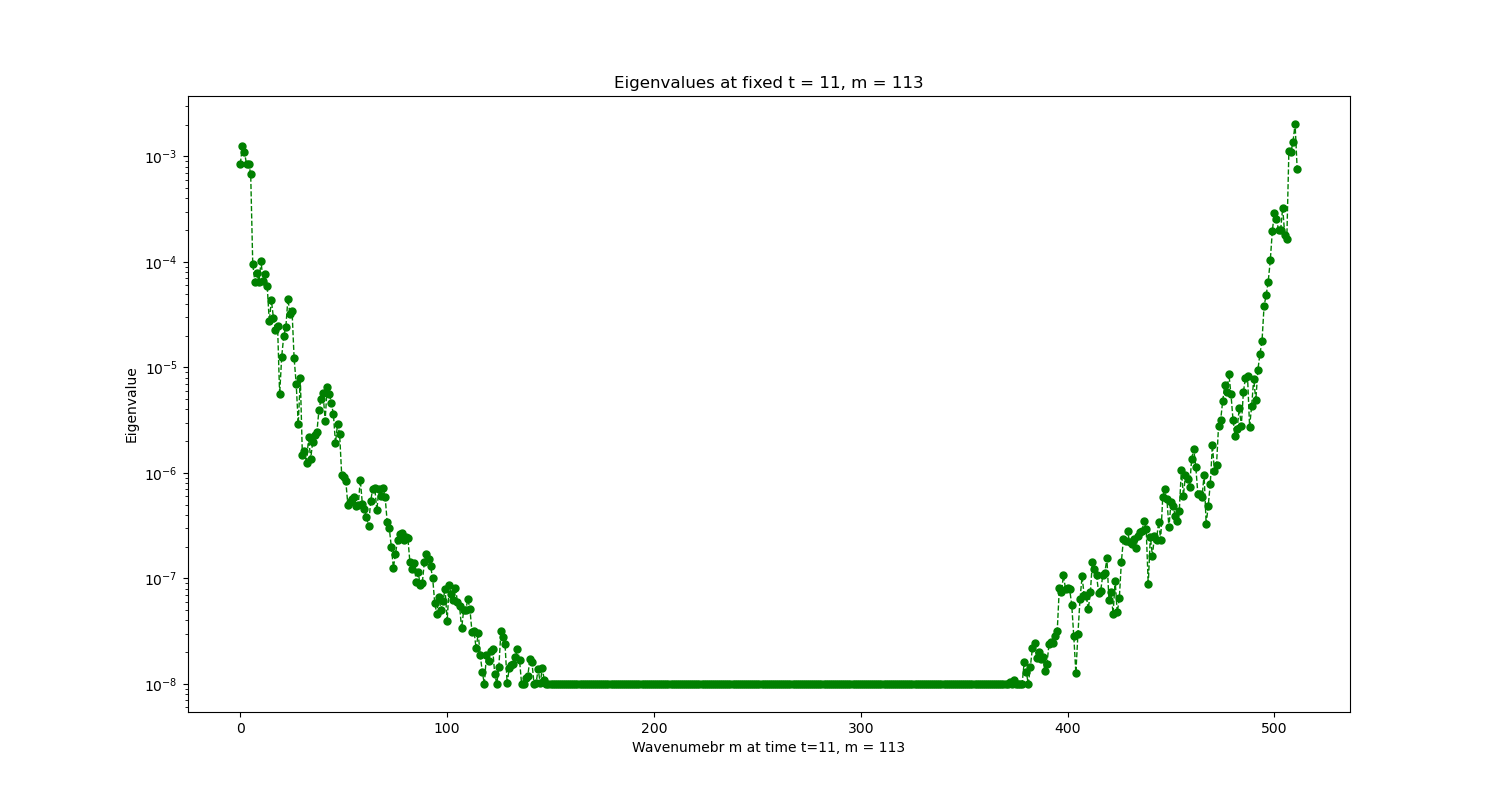 Eigenvalues at fixed t = 11, m = 113
10⁻³
10⁻⁴
10⁻⁵
10⁻⁶
10⁻⁷
10⁻⁸
Eigenvalue
0 100 200 300 400 500
Wavenumebr m at time t=11, m = 113